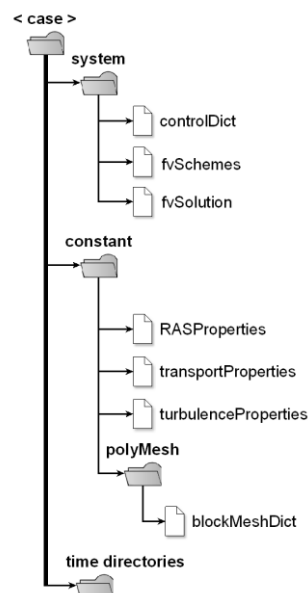 < case >
system
controlDict
fvSchemes
fvSolution
constant
RASProperties
transportProperties
turbulenceProperties
polyMesh
blockMeshDict
time directories